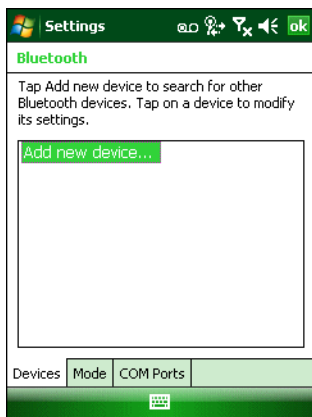 Settings
ok
Bluetooth
Tap Add new device to search for other
Bluetooth devices. Tap on a device to modify
its settings.
Add new device...
Devices Mode COM Ports